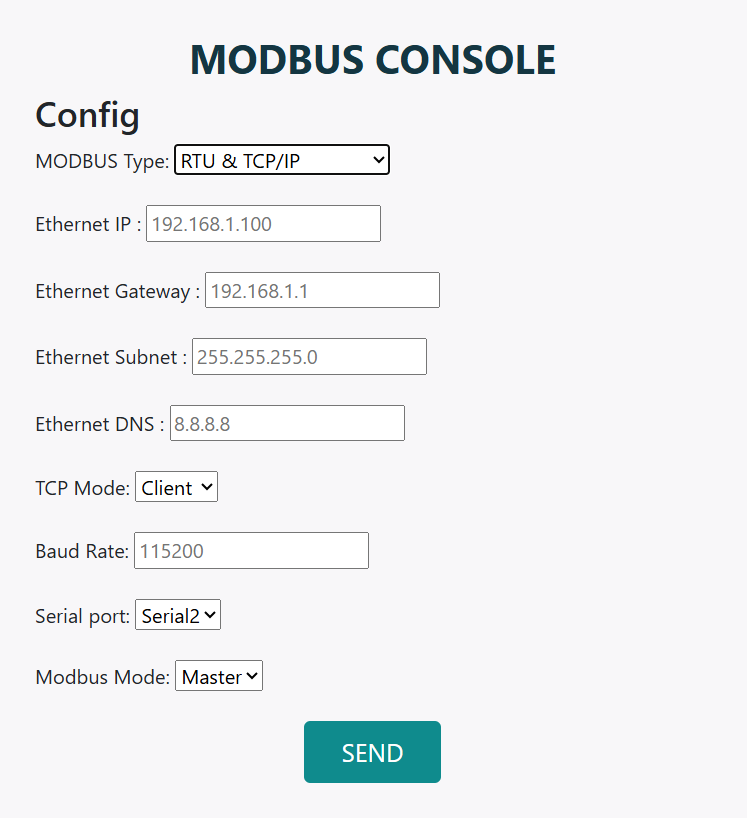 MODBUS CONSOLE
Config
MODBUS Type: RTU & TCP/IP
Ethernet IP : 192.168.1.100
Ethernet Gateway : 192.168.1.1
Ethernet Subnet : 255.255.255.0
Ethernet DNS : 8.8.8.8
TCP Mode: Client
Baud Rate: 115200
Serial port: Serial2
Modbus Mode: Master
SEND